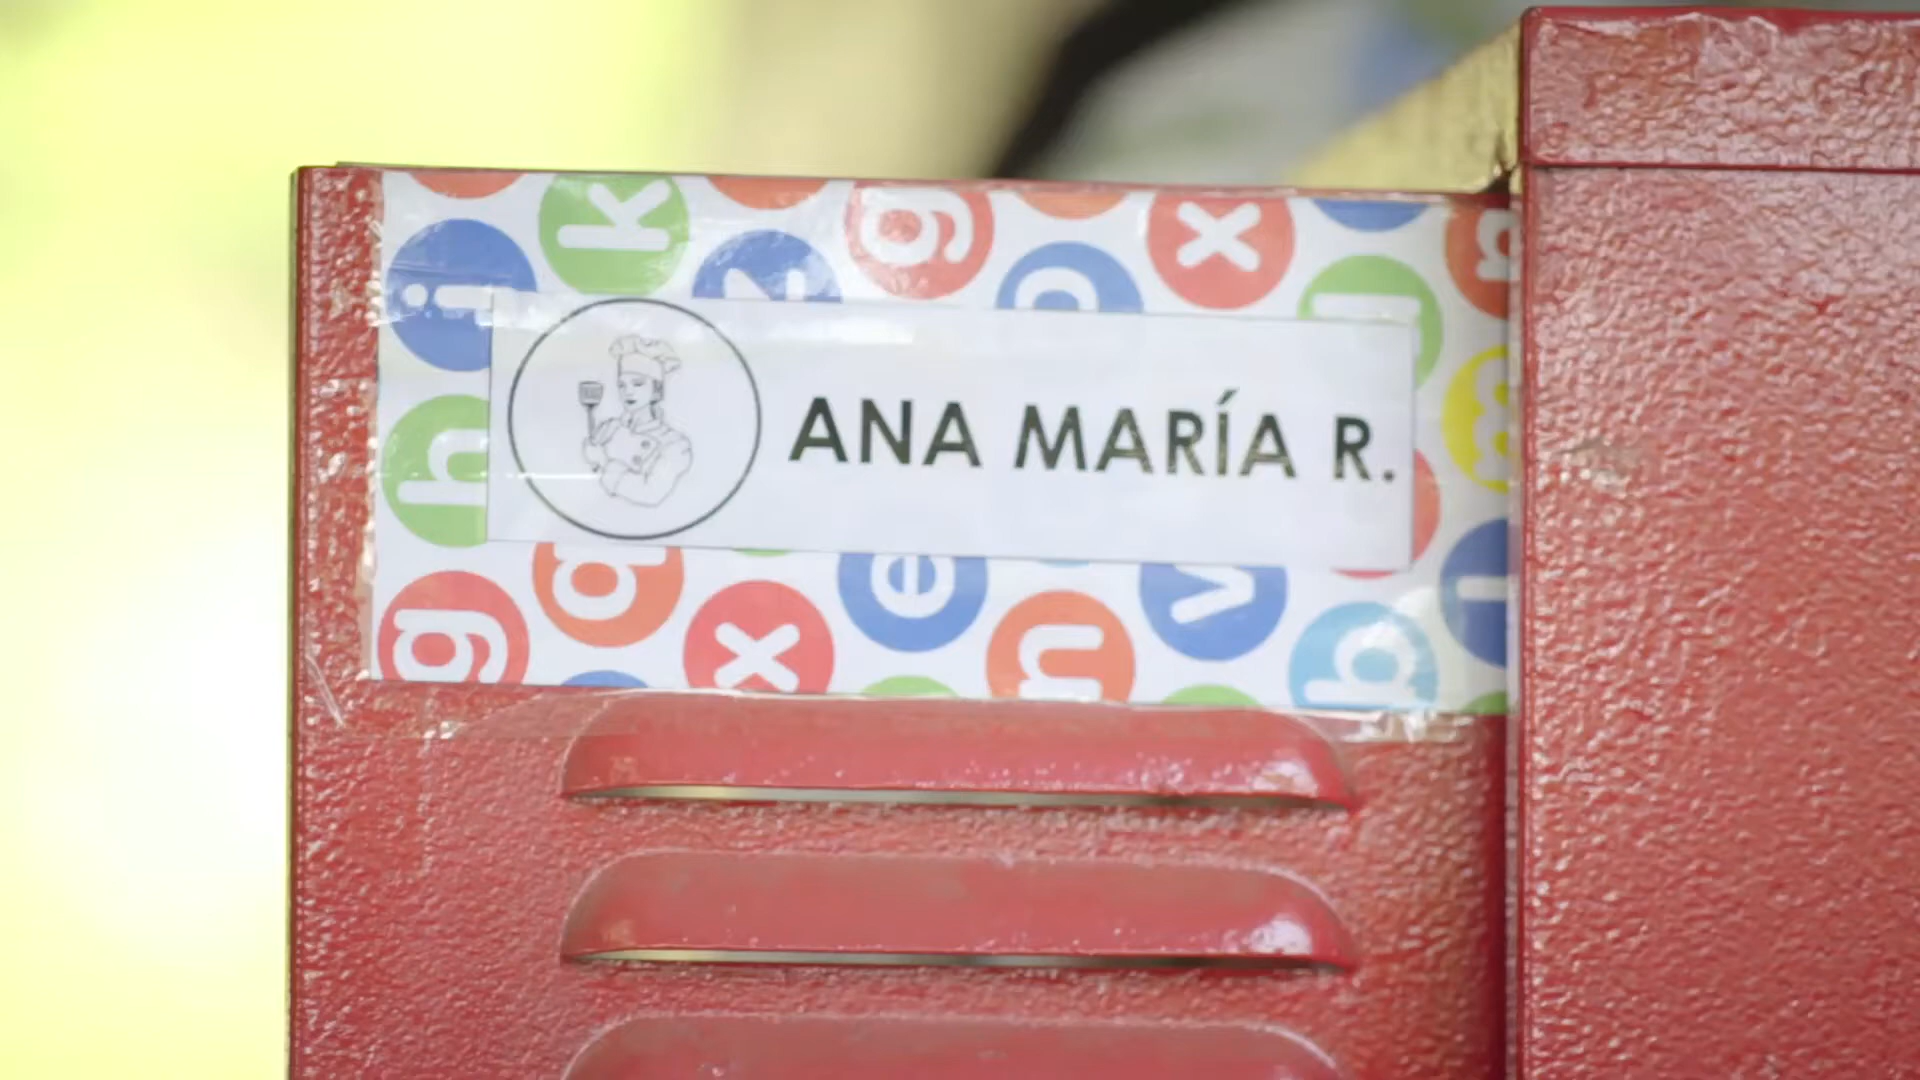 k g x n
j z p l
ANA MARÍA R.
h m
g q x e n v b l